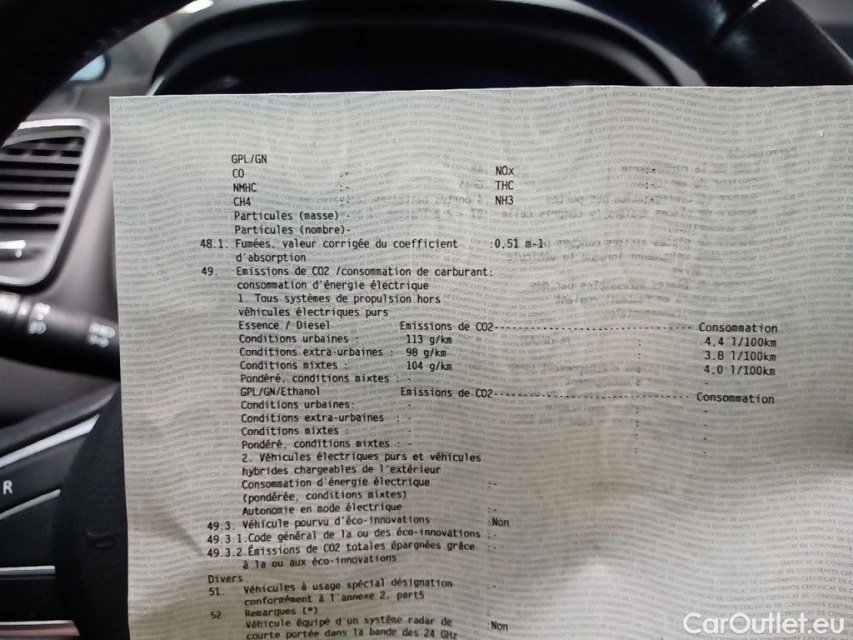 GPL/GN
CO :- NOx
NMHC :- THC
CH4 NH3
Particules (masse) -
Particules (nombre)-
48.1. Fumées, valeur corrigée du coefficient :0,51 m-1
d'absorption
49. Emissions de CO2 /consommation de carburant:
consommation d'énergie électrique
1. Tous systèmes de propulsion hors
véhicules électriques purs
Essence / Diesel Emissions de CO2------------------------------ Consommation
Conditions urbaines : 113 g/km : 4.4 l/100km
Conditions extra-urbaines : 98 g/km : 3.8 l/100km
Conditions mixtes : 104 g/km : 4.0 l/100km
Pondéré, conditions mixtes : - : -
GPL/GN/Ethanol Emissions de CO2------------------------------ Consommation
Conditions urbaines: - : -
Conditions extra-urbaines : - : -
Conditions mixtes : - : -
Pondéré, conditions mixtes : - : -
2. Véhicules électriques purs et véhicules
hybrides chargeables de l'extérieur
Consommation d'énergie électrique :-
(pondérée, conditions mixtes)
Autonomie en mode électrique :-
49.3. Véhicule pourvu d'éco-innovations :Non
49.3.1.Code général de la ou des éco-innovations :-
49.3.2.Émissions de CO2 totales épargnées grâce :-
à la ou aux éco-innovations
Divers
51. Véhicules à usage spécial désignation :-
conformément à l'annexe 2. part5
52 Remarques (*)
Véhicule équipé d'un système radar de Non
courte portée dans la bande des 24 GHz
R
CarOutlet.eu